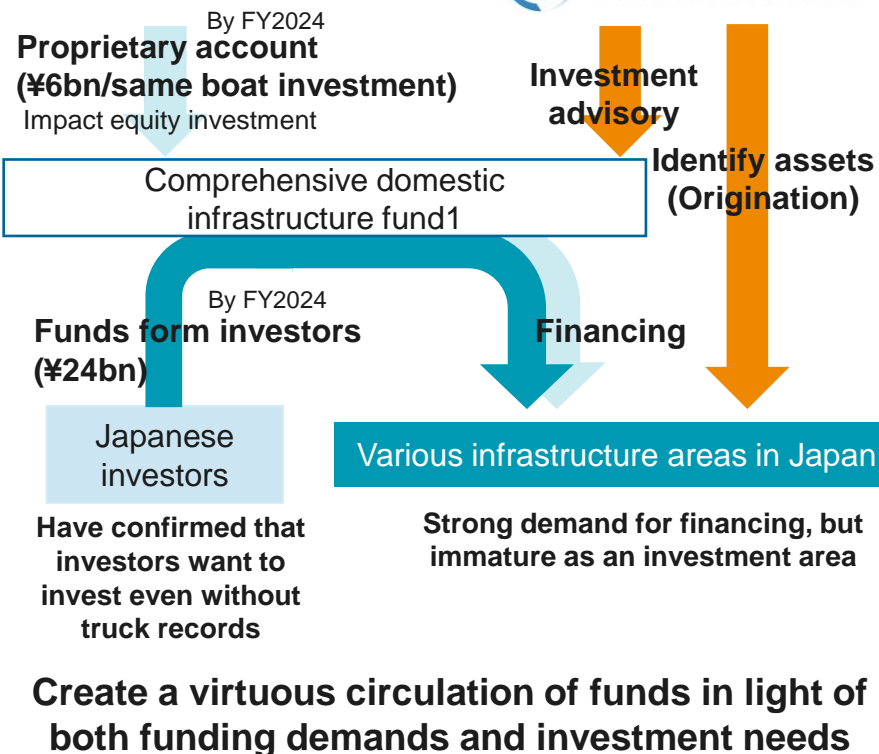 By FY2024
Proprietary account
(¥6bn/same boat investment)
Impact equity investment
Investment
advisory
Identify assets
(Origination)
Comprehensive domestic
infrastructure fund1
By FY2024
Funds form investors
(¥24bn)
Financing
Japanese
investors
Various infrastructure areas in Japan
Have confirmed that
investors want to
invest even without
truck records
Strong demand for financing, but
immature as an investment area
Create a virtuous circulation of funds in light of
both funding demands and investment needs